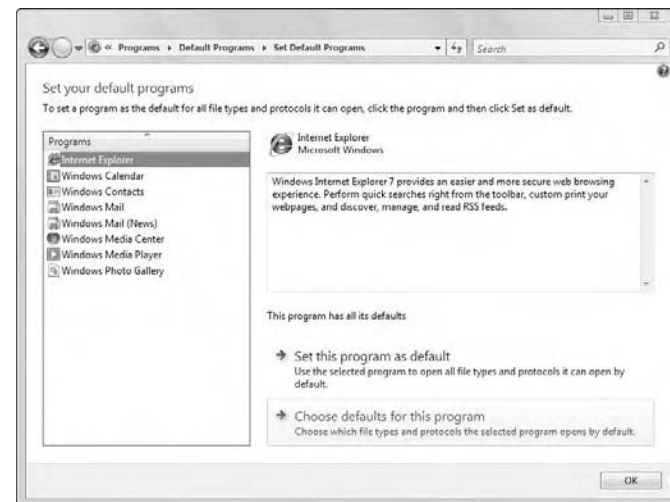 « Programs ▸ Default Programs ▸ Set Default Programs
Search
Set your default programs
To set a program as the default for all file types and protocols it can open, click the program and then click Set as default.
Programs
Internet Explorer
Windows Calendar
Windows Contacts
Windows Mail
Windows Mail (News)
Windows Media Center
Windows Media Player
Windows Photo Gallery
Internet Explorer
Microsoft Windows
Windows Internet Explorer 7 provides an easier and more secure web browsing
experience. Perform quick searches right from the toolbar, custom print your
webpages, and discover, manage, and read RSS feeds.
This program has all its defaults
Set this program as default
Use the selected program to open all file types and protocols it can open by
default.
Choose defaults for this program
Choose which file types and protocols the selected program opens by default.
OK